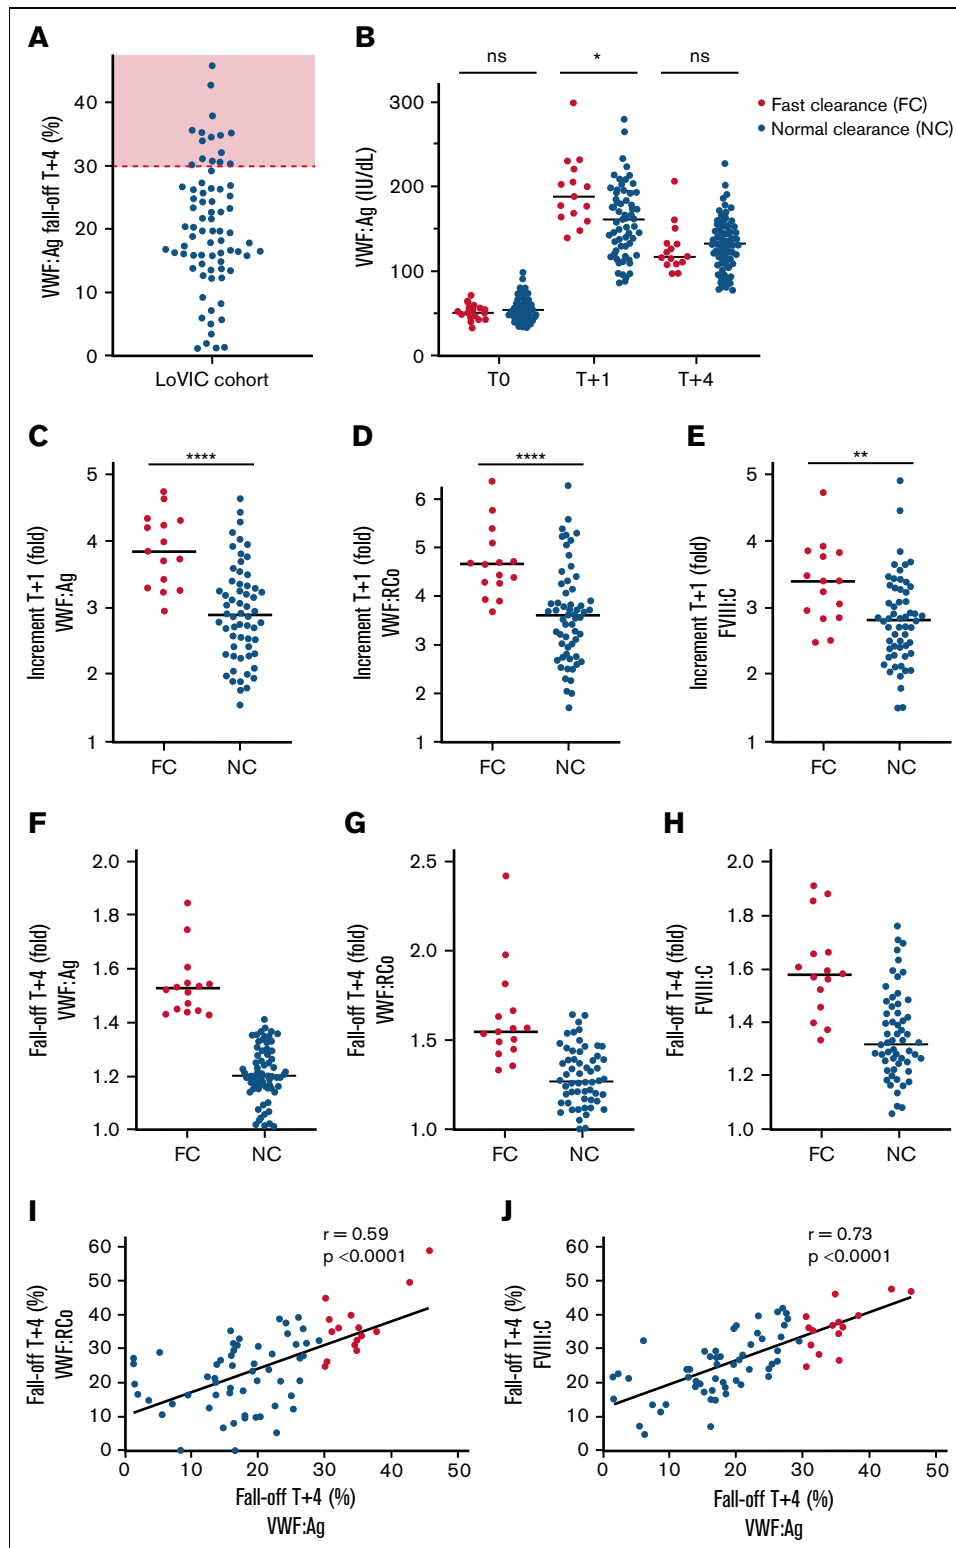 A
VWF:Ag fall-off T+4 (%)
40
30
20
10
0
LoVIC cohort
B
VWF:Ag (IU/dL)
300
200
100
0
ns
*
ns
T0
T+1
T+4
Fast clearance (FC)
Normal clearance (NC)
C
Increment T+1 (fold)
VWF:Ag
5
4
3
2
1
****
FC
NC
D
Increment T+1 (fold)
VWF:RCo
6
5
4
3
2
1
****
FC
NC
E
Increment T+1 (fold)
FVIII:C
5
4
3
2
1
**
FC
NC
F
Fall-off T+4 (fold)
VWF:Ag
2.0
1.8
1.6
1.4
1.2
1.0
FC
NC
G
Fall-off T+4 (fold)
VWF:RCo
2.5
2.0
1.5
1.0
FC
NC
H
Fall-off T+4 (fold)
FVIII:C
2.0
1.8
1.6
1.4
1.2
1.0
FC
NC
I
Fall-off T+4 (%)
VWF:RCo
60
50
40
30
20
10
0
r = 0.59
p <0.0001
0
10
20
30
40
50
Fall-off T+4 (%)
VWF:Ag
J
Fall-off T+4 (%)
FVIII:C
60
50
40
30
20
10
0
r = 0.73
p <0.0001
0
10
20
30
40
50
Fall-off T+4 (%)
VWF:Ag